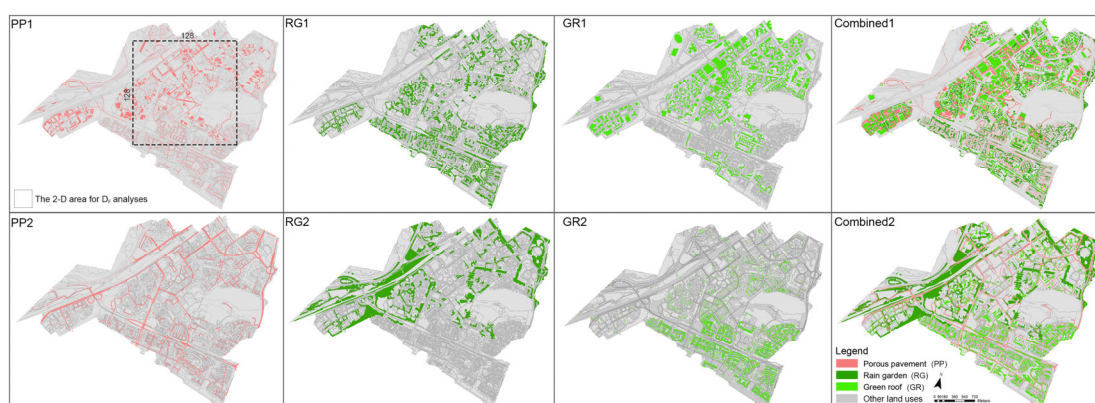 PP1
RG1
GR1
Combined1
128
128
The 2-D area for DF analyses
PP2
RG2
GR2
Combined2
Legend
Porous pavement (PP)
Rain garden (RG)
Green roof (GR)
Other land uses
N
Meters